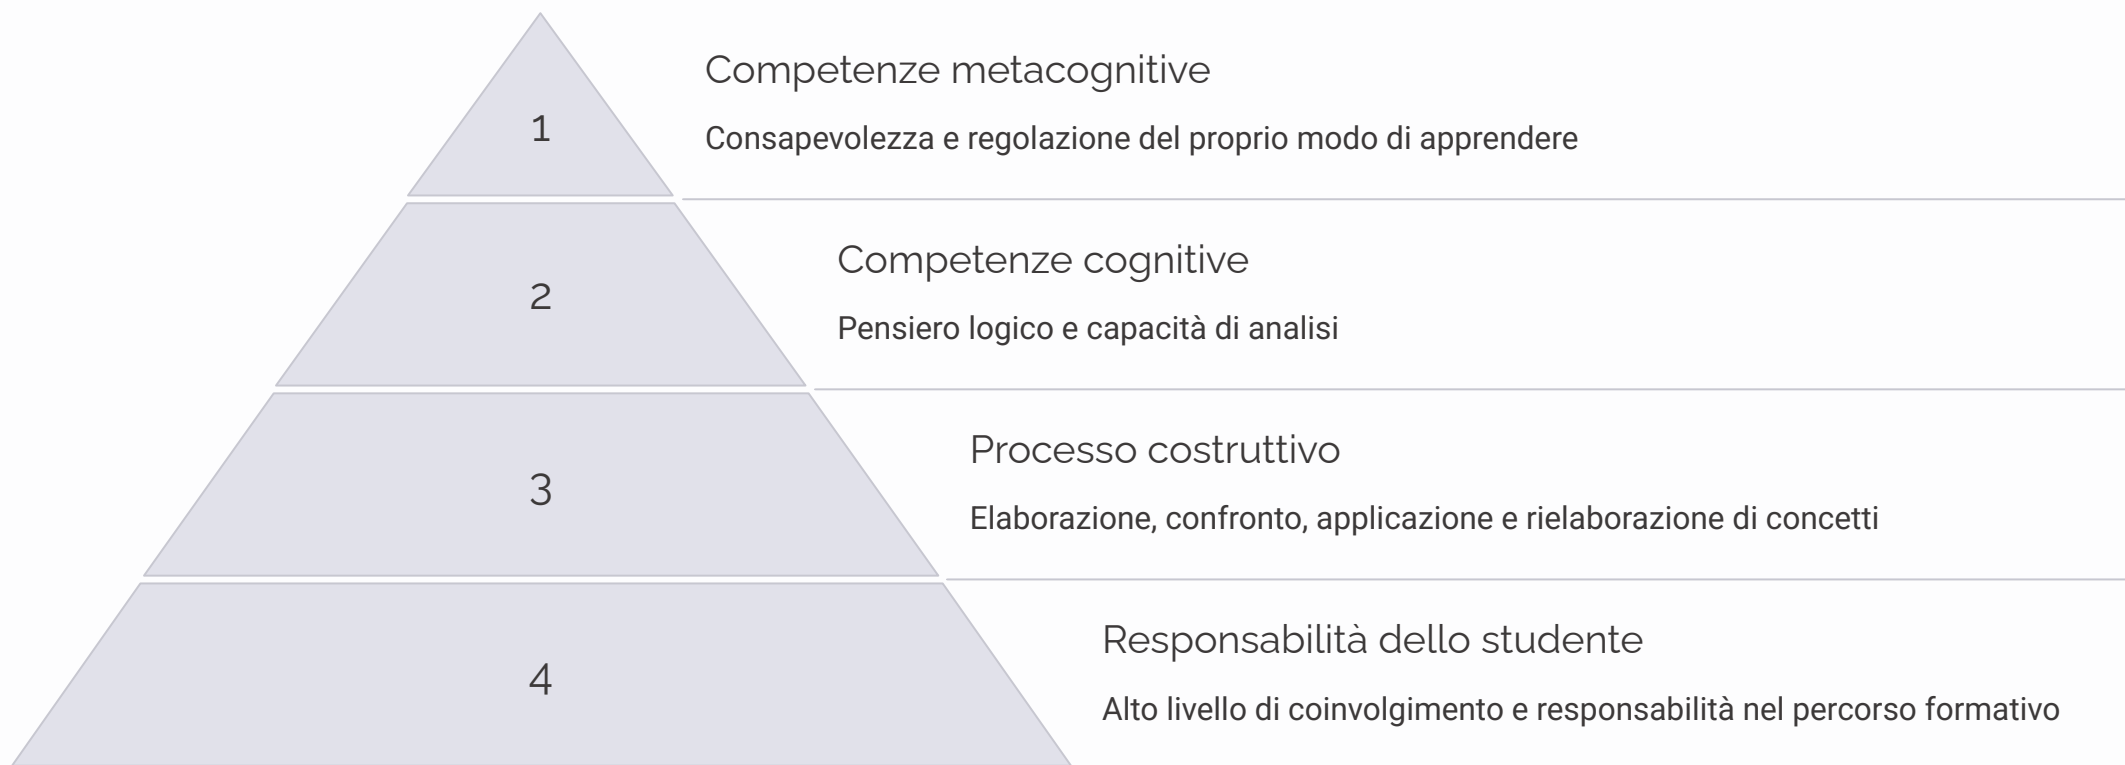 1
Competenze metacognitive
Consapevolezza e regolazione del proprio modo di apprendere
2
Competenze cognitive
Pensiero logico e capacità di analisi
3
Processo costruttivo
Elaborazione, confronto, applicazione e rielaborazione di concetti
4
Responsabilità dello studente
Alto livello di coinvolgimento e responsabilità nel percorso formativo